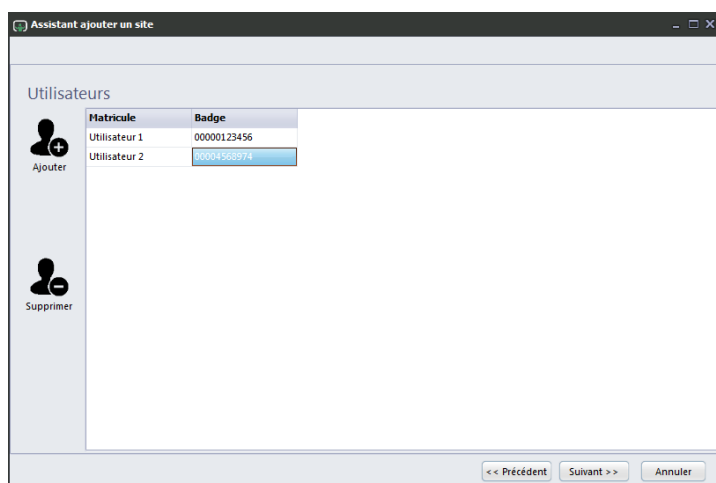 Assistant ajouter un site
Utilisateurs
Matricule Badge
Utilisateur 1 00000123456
Utilisateur 2 00004568974
Ajouter
Supprimer
<< Précédent Suivant >> Annuler